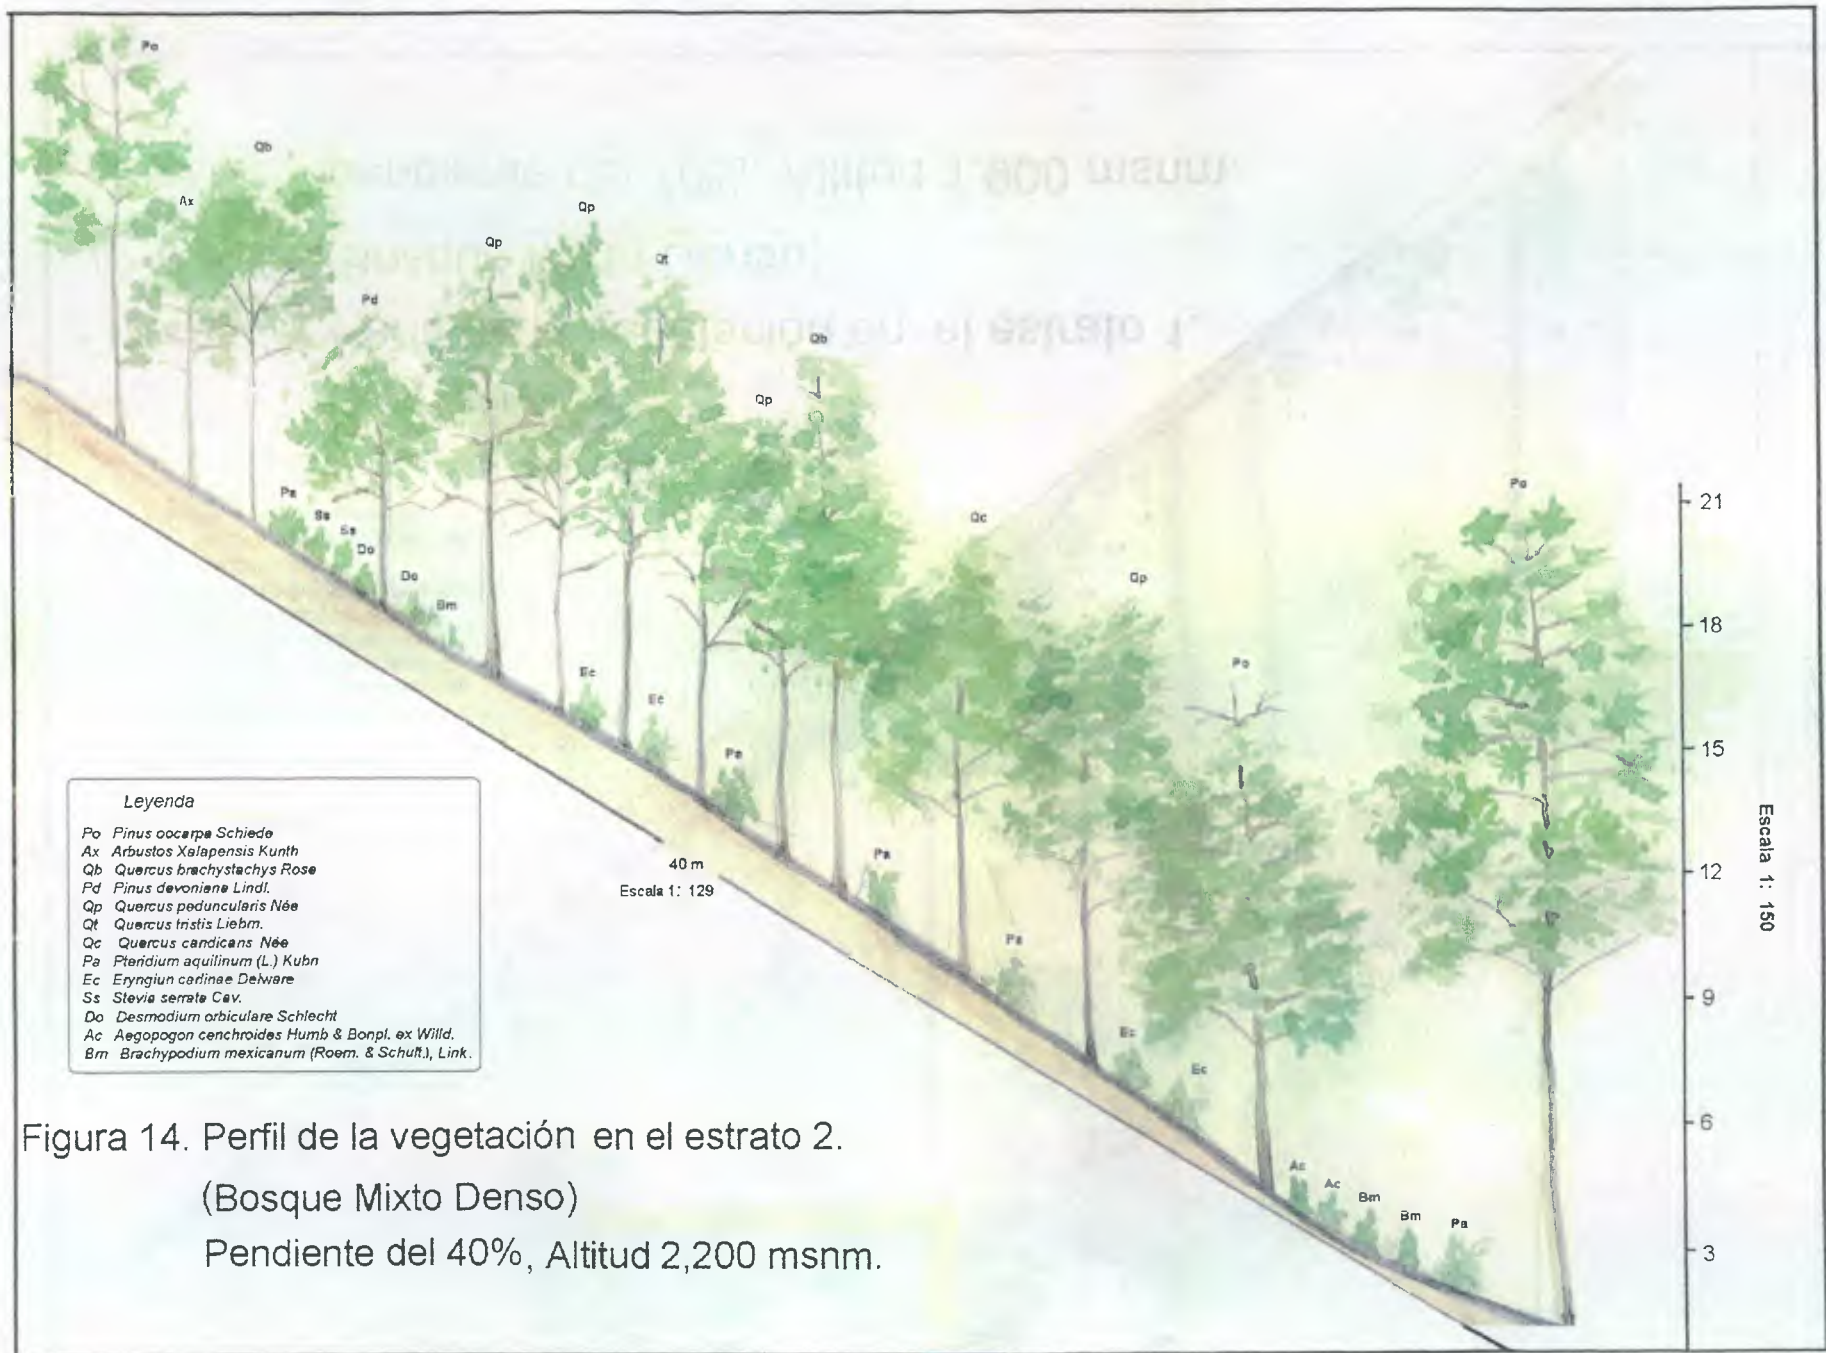 Po
Qb
Ax
Qp
Qp
Qt
Pd
Qb
Qp
Pa
Ss
Ss
Do
Do
Bm
Qc
Qp
Po
Po
Ec
Ec
Pa
Pa
Pa
Ec
Ec
Ac
Ac
Bm
Bm
Pa
21
18
15
12
9
6
3
Escala 1: 150
40 m
Escala 1: 129
Leyenda
Po Pinus oocarpa Schiede
Ax Arbustos Xalapensis Kunth
Qb Quercus brachystachys Rose
Pd Pinus devoniana Lindl.
Qp Quercus peduncularis Née
Qt Quercus tristis Liebm.
Qc Quercus candicans Née
Pa Pteridium aquilinum (L.) Kubn
Ec Eryngiun carlinae Delware
Ss Stevia serrata Cav.
Do Desmodium orbiculare Schlecht
Ac Aegopogon cenchroides Humb & Bonpl. ex Willd.
Bm Brachypodium mexicanum (Roem. & Schult.), Link.
Figura 14. Perfil de la vegetación en el estrato 2.
(Bosque Mixto Denso)
Pendiente del 40%, Altitud 2,200 msnm.